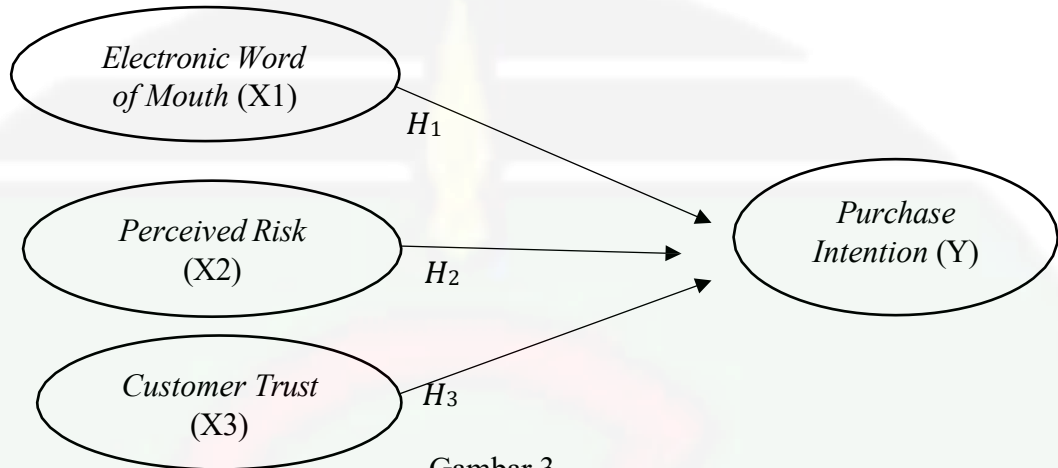 Electronic Word
of Mouth (X1)
H1
Perceived Risk
(X2)
H2
Purchase
Intention (Y)
Customer Trust
(X3)
H3
Gambar 3